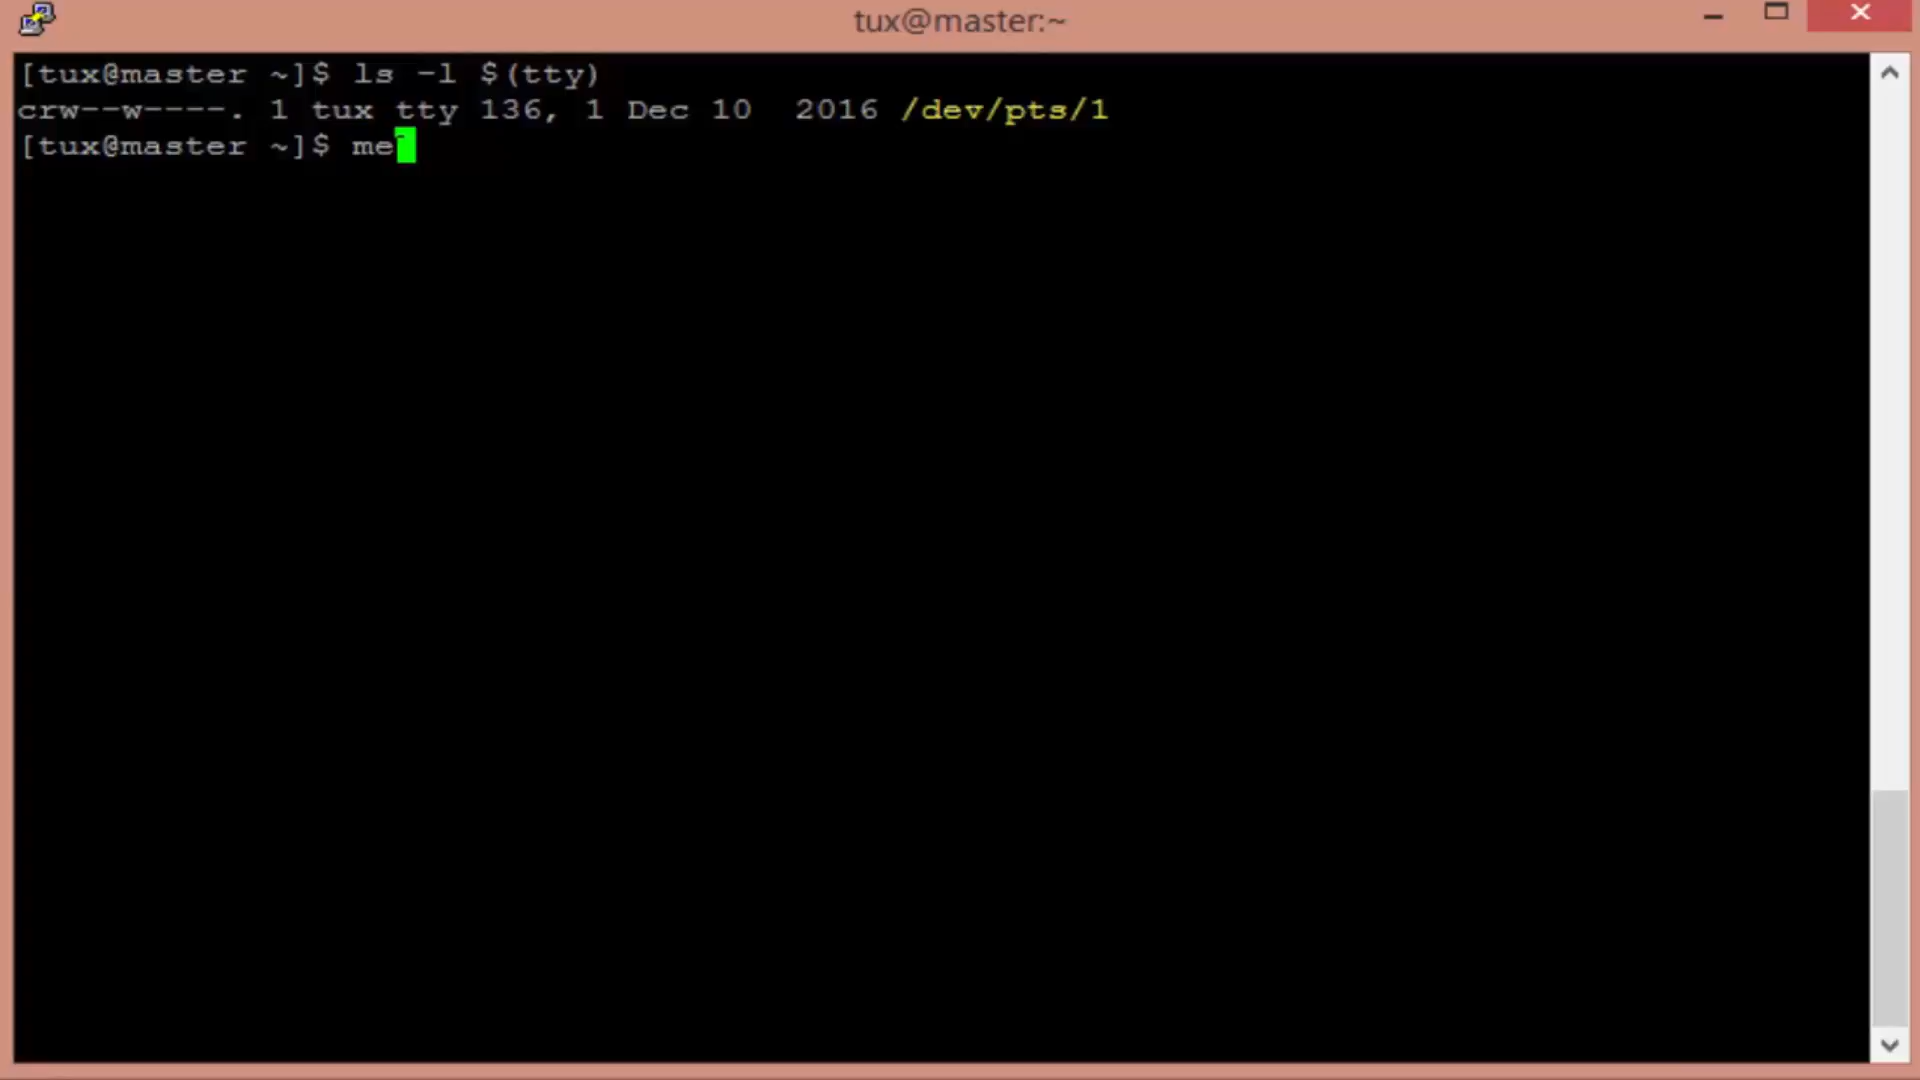 tux@master:~
[tux@master ~]$ ls -l $(tty)
crw--w----. 1 tux tty 136, 1 Dec 10  2016 /dev/pts/1
[tux@master ~]$ me